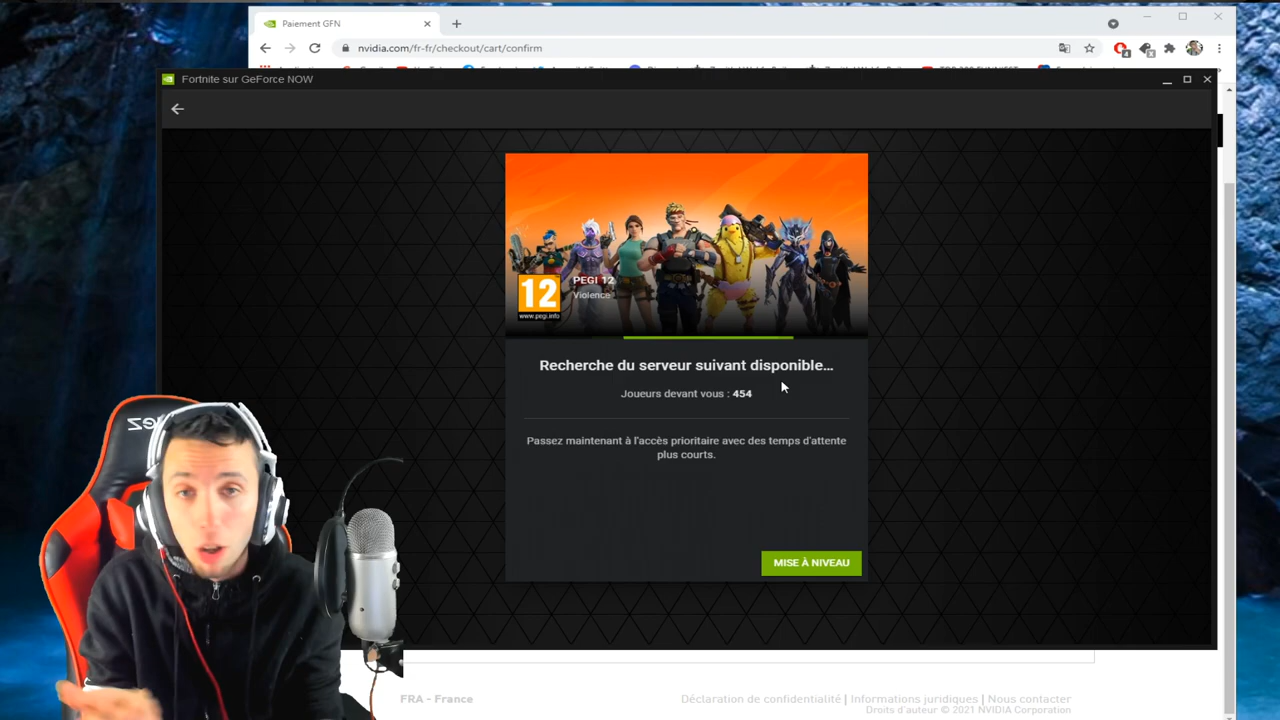 Paiement GFN
nvidia.com/fr-fr/checkout/cart/confirm
Fortnite sur GeForce NOW
12
www.pegi.info
PEGI 12
Violence
Recherche du serveur suivant disponible...
Joueurs devant vous : 454
Passez maintenant à l'accès prioritaire avec des temps d'attente
plus courts.
MISE À NIVEAU
FRA - France
Déclaration de confidentialité | Informations juridiques | Nous contacter
Droits d'auteur © 2021 NVIDIA Corporation